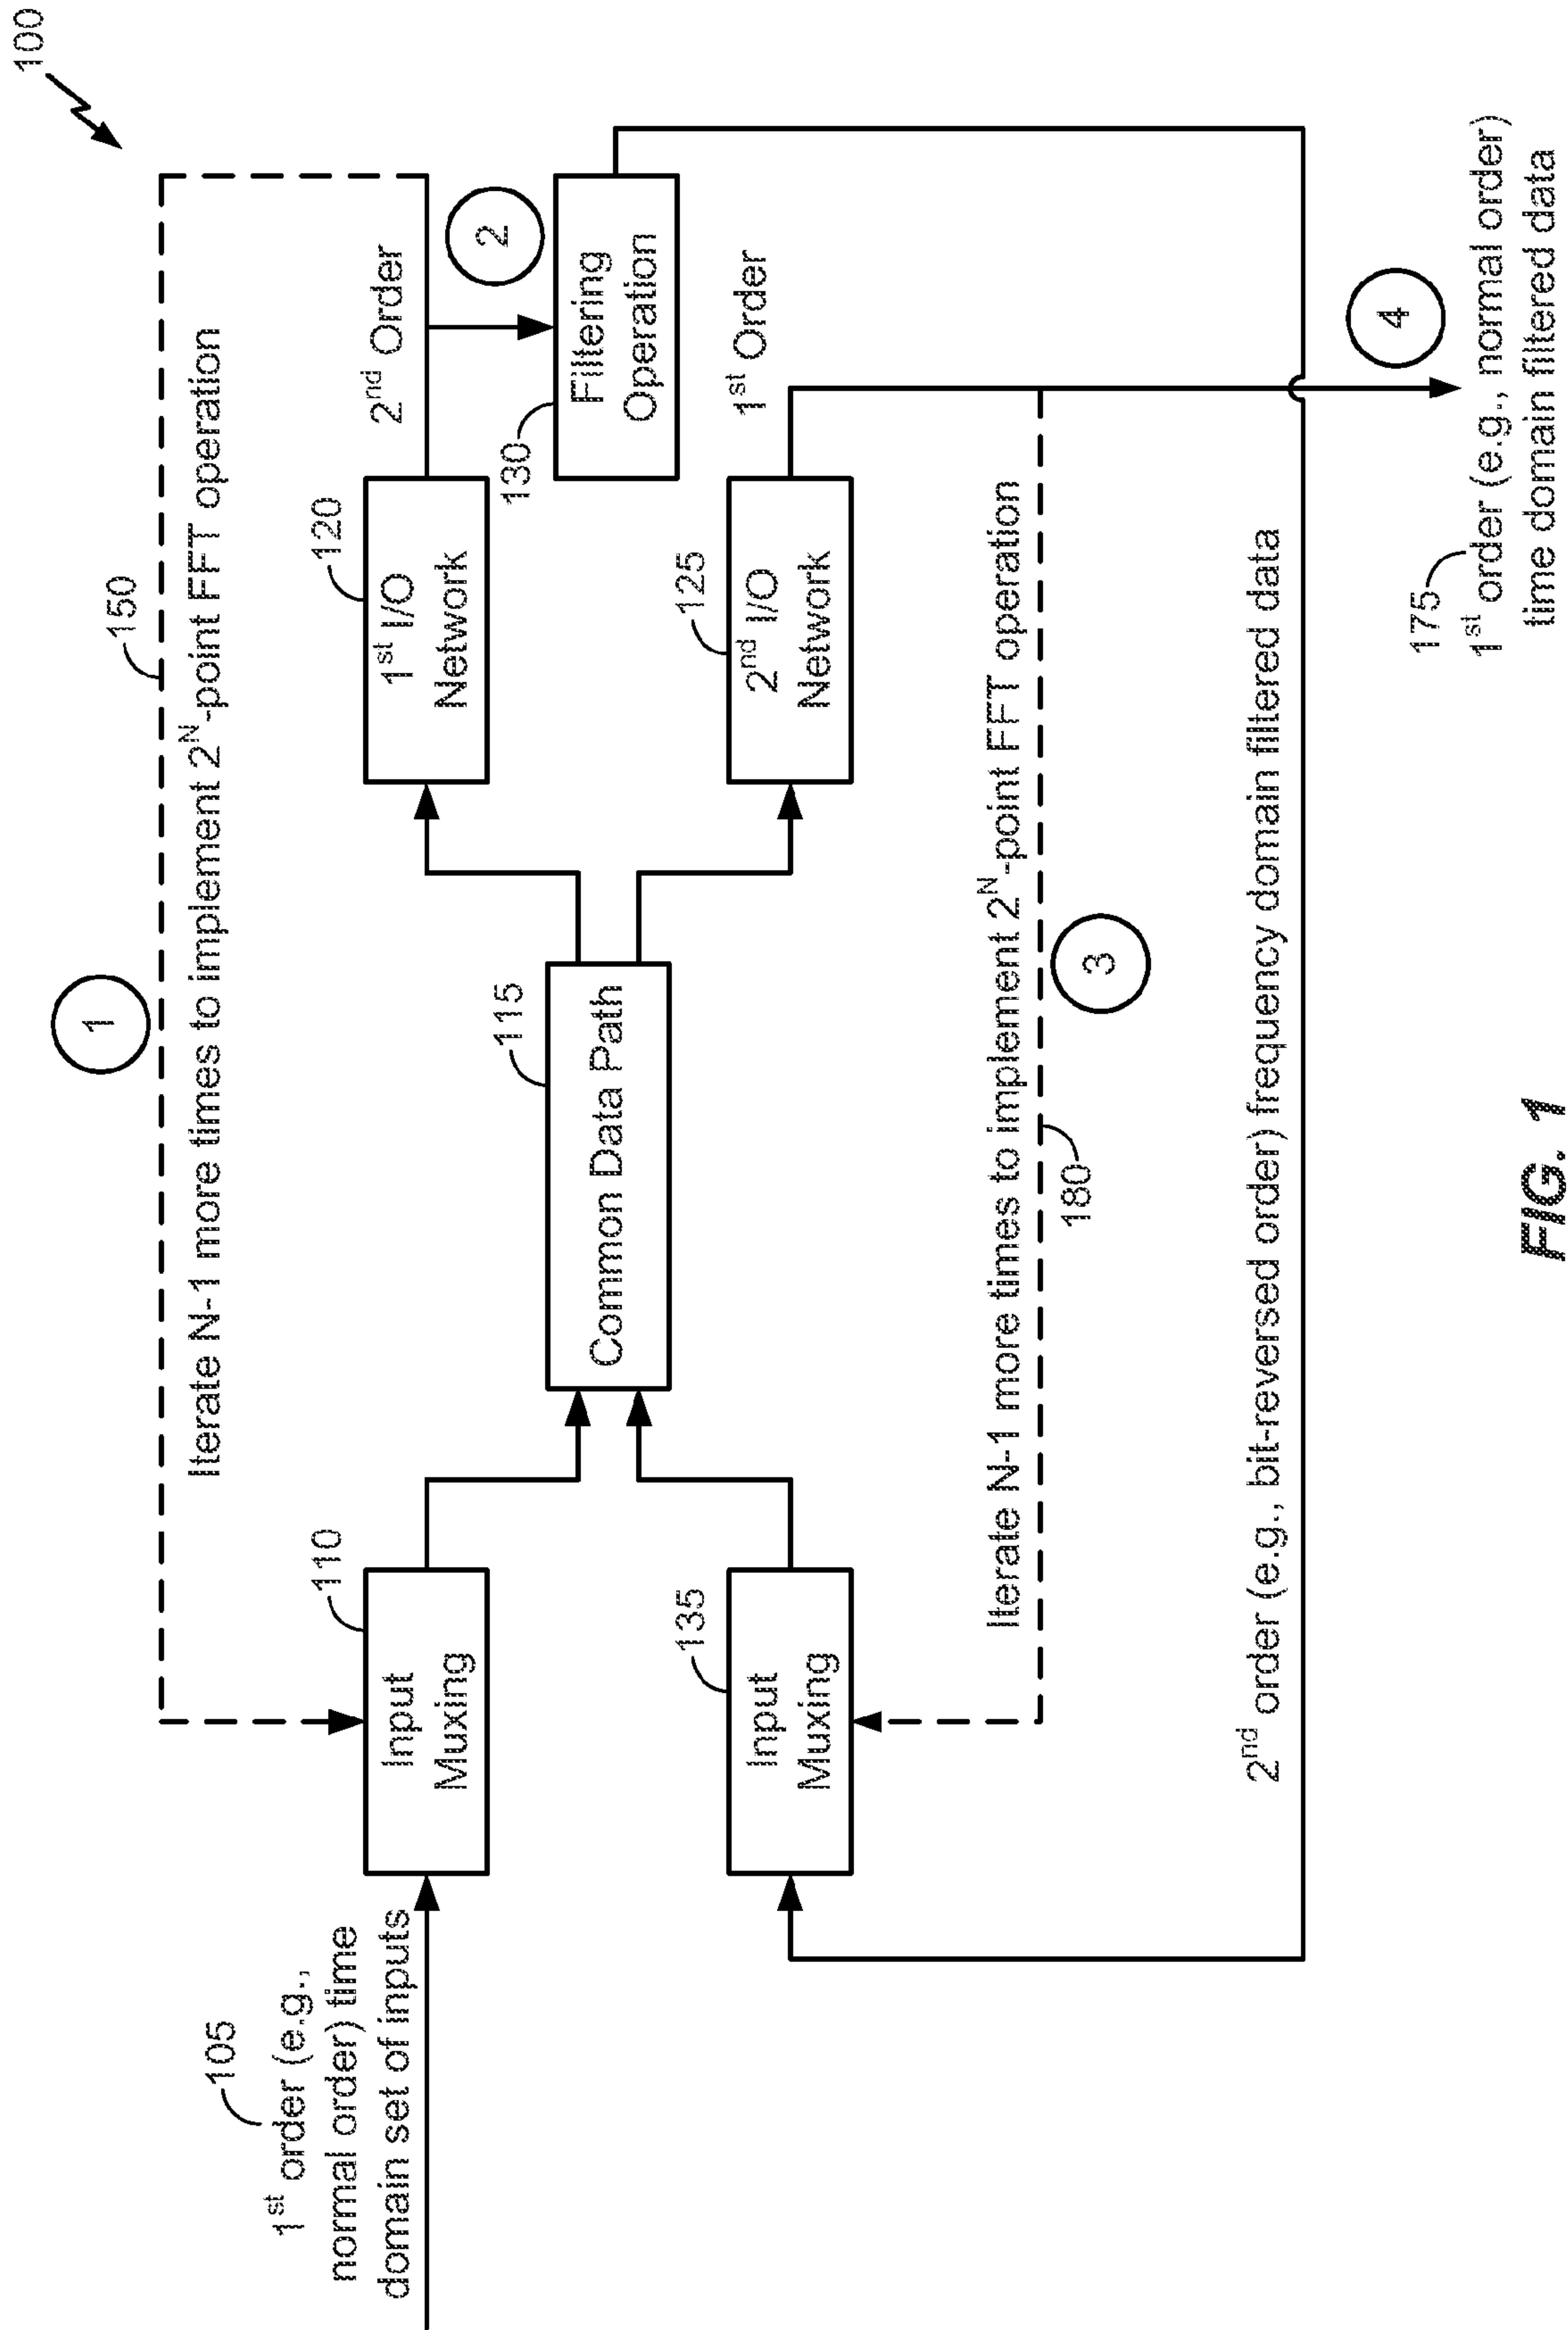 100
1
150
Iterate N-1 more times to implement 2^N-point FFT operation
105
1st order (e.g.,
normal order) time
domain set of inputs
110
Input
Muxing
120
1st I/O
Network
2nd Order
2
115
Common Data Path
130
Filtering
Operation
135
Input
Muxing
125
2nd I/O
Network
1st Order
Iterate N-1 more times to implement 2^N-point FFT operation
180
3
2nd order (e.g., bit-reversed order) frequency domain filtered data
4
175
1st order (e.g., normal order)
time domain filtered data
FIG. 1